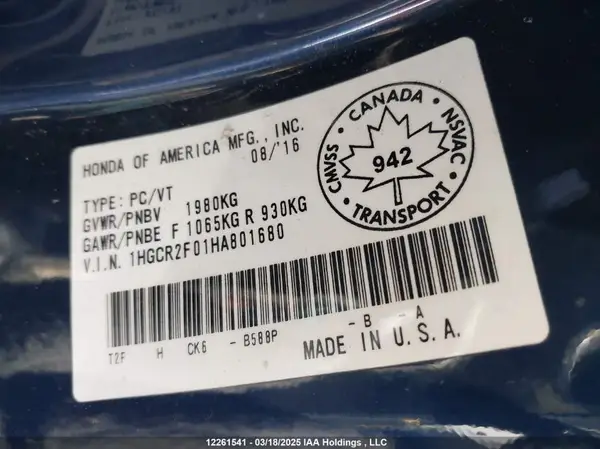 HONDA OF AMERICA MFG., INC.
08/'16
TYPE: PC/VT
GVWR/PNBV 1980KG
GAWR/PNBE F 1065KG R 930KG
V.I.N. 1HGCR2F01HA801680
CANADA
CMVSS NSVAC
942
TRANSPORT
T2F H CK6 - B588P - B - A
MADE IN U.S.A.
12261541 - 03/18/2025 IAA Holdings , LLC